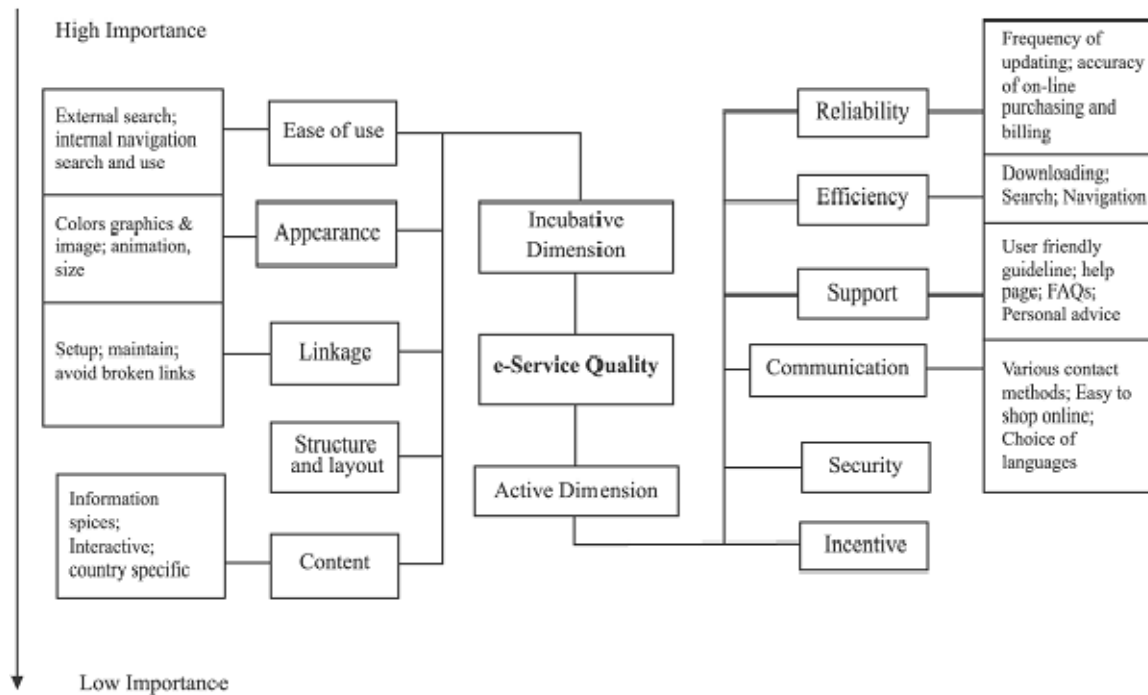 High Importance
External search;
internal navigation
search and use
Ease of use
Colors graphics &
image; animation,
size
Appearance
Setup; maintain;
avoid broken links
Linkage
Structure
and layout
Information
spices;
Interactive;
country specific
Content
Incubative
Dimension
e-Service Quality
Active Dimension
Reliability
Frequency of
updating; accuracy
of on-line
purchasing and
billing
Efficiency
Downloading;
Search; Navigation
Support
User friendly
guideline; help
page; FAQs;
Personal advice
Communication
Various contact
methods; Easy to
shop online;
Choice of
languages
Security
Incentive
Low Importance